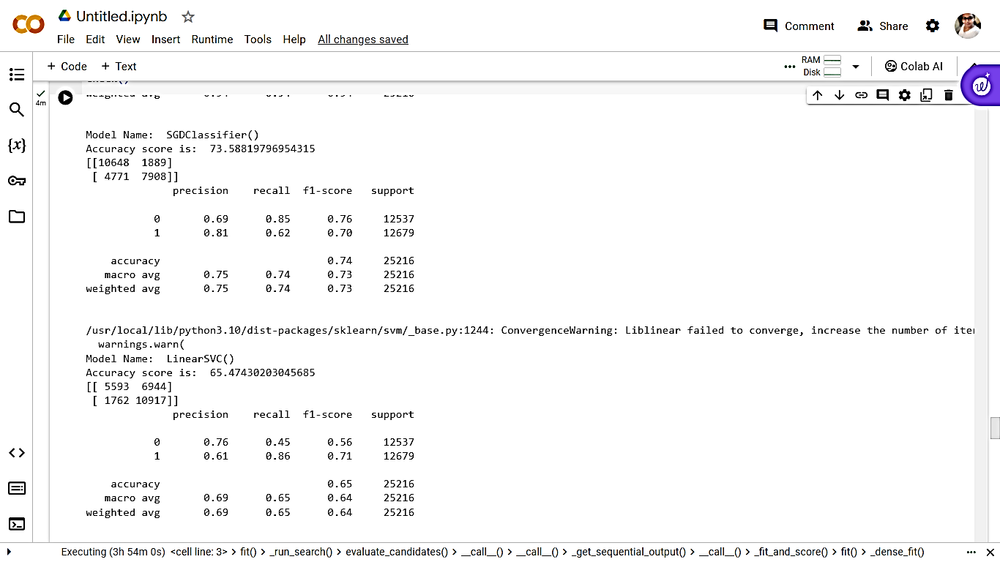 Untitled.ipynb
File Edit View Insert Runtime Tools Help All changes saved
Comment Share
+ Code + Text
RAM
Disk
Colab AI
4m
weighted avg 0.94 0.94 0.94 25216
Model Name: SGDClassifier()
Accuracy score is: 73.58819796954315
[[10648 1889]
[ 4771 7908]]
precision recall f1-score support
0 0.69 0.85 0.76 12537
1 0.81 0.62 0.70 12679
accuracy 0.74 25216
macro avg 0.75 0.74 0.73 25216
weighted avg 0.75 0.74 0.73 25216
/usr/local/lib/python3.10/dist-packages/sklearn/svm/_base.py:1244: ConvergenceWarning: Liblinear failed to converge, increase the number of
warnings.warn(
Model Name: LinearSVC()
Accuracy score is: 65.47430203045685
[[ 5593 6944]
[ 1762 10917]]
precision recall f1-score support
0 0.76 0.45 0.56 12537
1 0.61 0.86 0.71 12679
accuracy 0.65 25216
macro avg 0.69 0.65 0.64 25216
weighted avg 0.69 0.65 0.64 25216
Executing (3h 54m 0s) <cell line: 3> > fit() > _run_search() > evaluate_candidates() > __call__() > __call__() > _get_sequential_output() > __call__() > _fit_and_score() > fit() > _dense_fit()